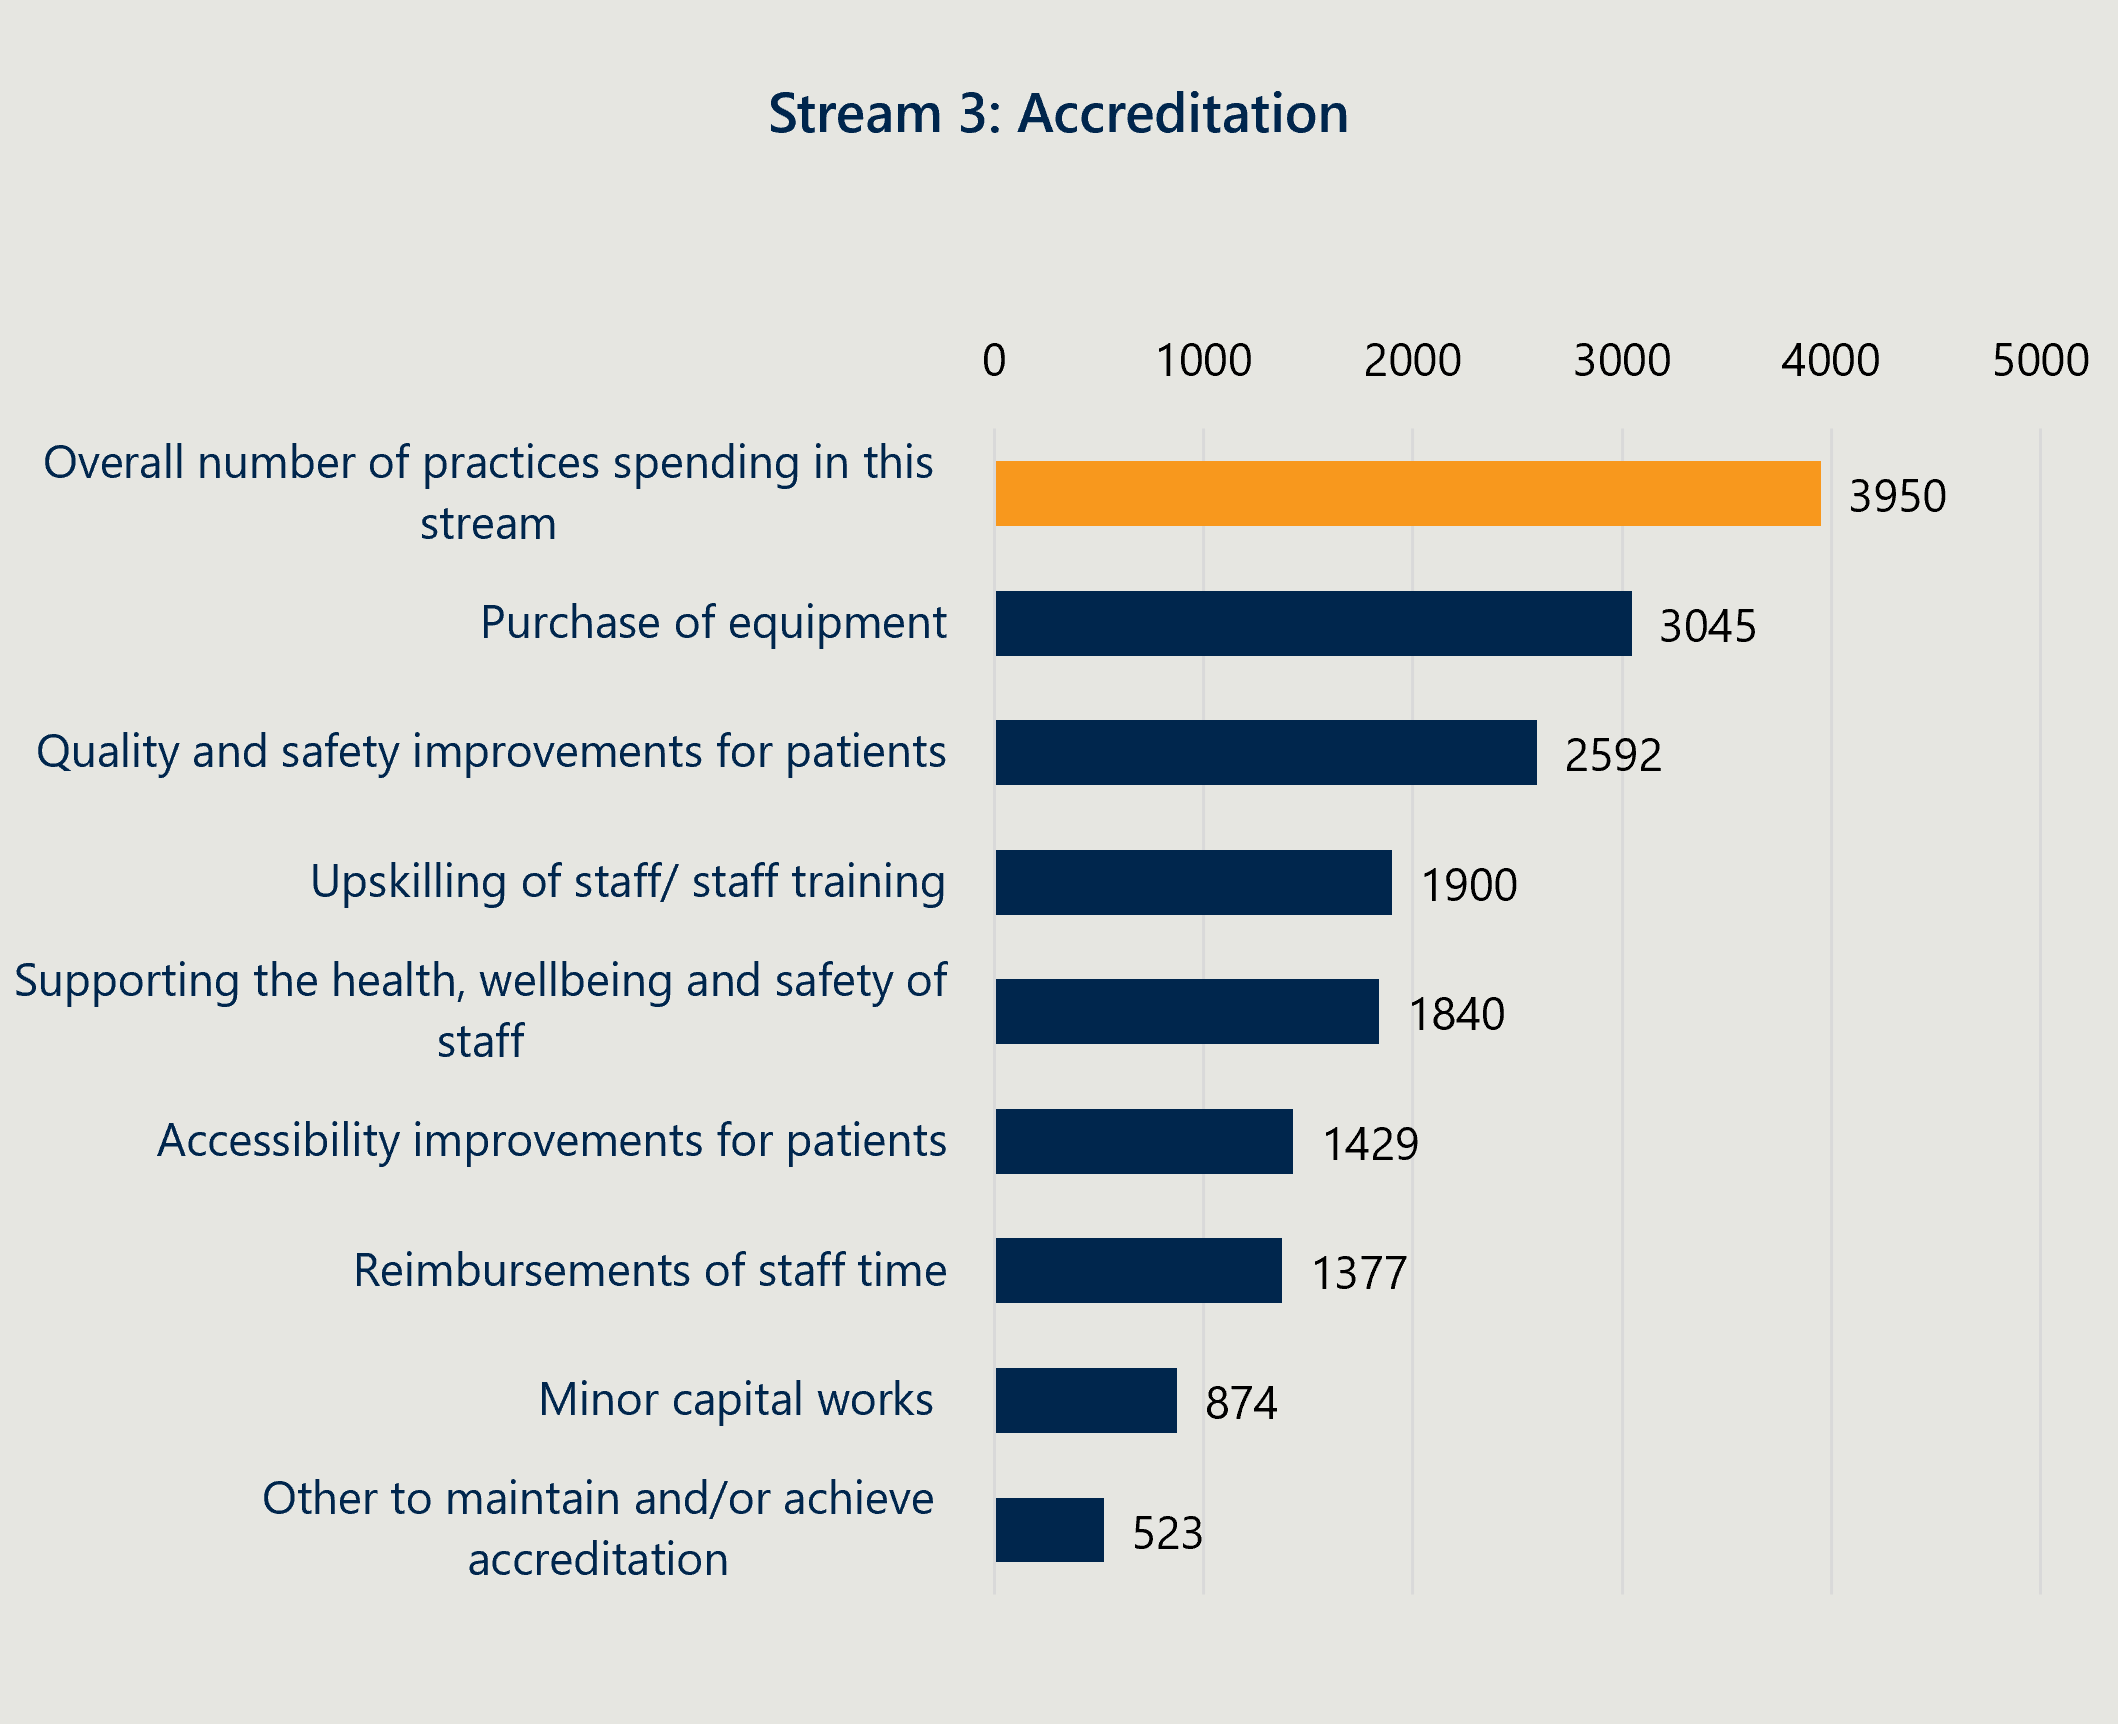 Stream 3: Accreditation
0 1000 2000 3000 4000 5000
Overall number of practices spending in this
stream
3950
Purchase of equipment
3045
Quality and safety improvements for patients
2592
Upskilling of staff/ staff training
1900
Supporting the health, wellbeing and safety of
staff
1840
Accessibility improvements for patients
1429
Reimbursements of staff time
1377
Minor capital works
874
Other to maintain and/or achieve
accreditation
523